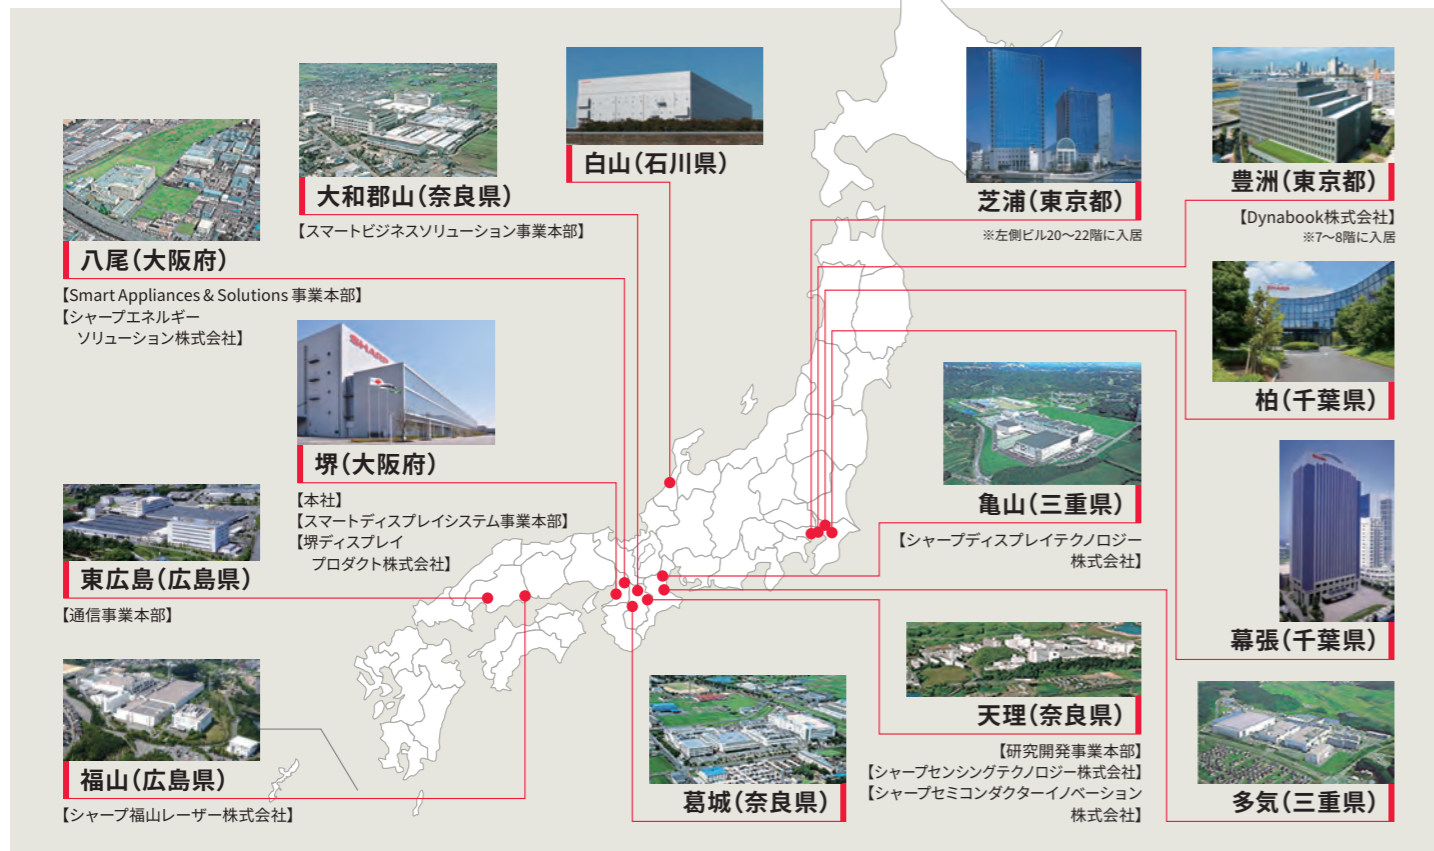 白山（石川県）
大和郡山（奈良県）
【スマートビジネスソリューション事業本部】
八尾（大阪府）
【Smart Appliances & Solutions 事業本部】
【シャープエネルギー
ソリューション株式会社】
SHARP
堺（大阪府）
【本社】
【スマートディスプレイシステム事業本部】
【堺ディスプレイ
プロダクト株式会社】
東広島（広島県）
【通信事業本部】
福山（広島県）
【シャープ福山レーザー株式会社】
芝浦（東京都）
※左側ビル20～22階に入居
豊洲（東京都）
【Dynabook株式会社】
※7～8階に入居
SHARP
柏（千葉県）
亀山（三重県）
【シャープディスプレイテクノロジー
株式会社】
幕張（千葉県）
天理（奈良県）
【研究開発事業本部】
【シャープセンシングテクノロジー株式会社】
【シャープセミコンダクターイノベーション
株式会社】
葛城（奈良県）
多気（三重県）